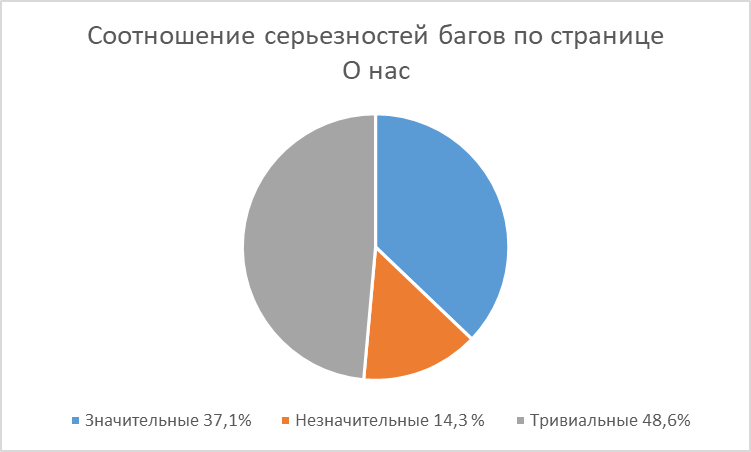 Соотношение серьезностей багов по странице
О нас
Значительные 37,1% Незначительные 14,3 % Тривиальные 48,6%